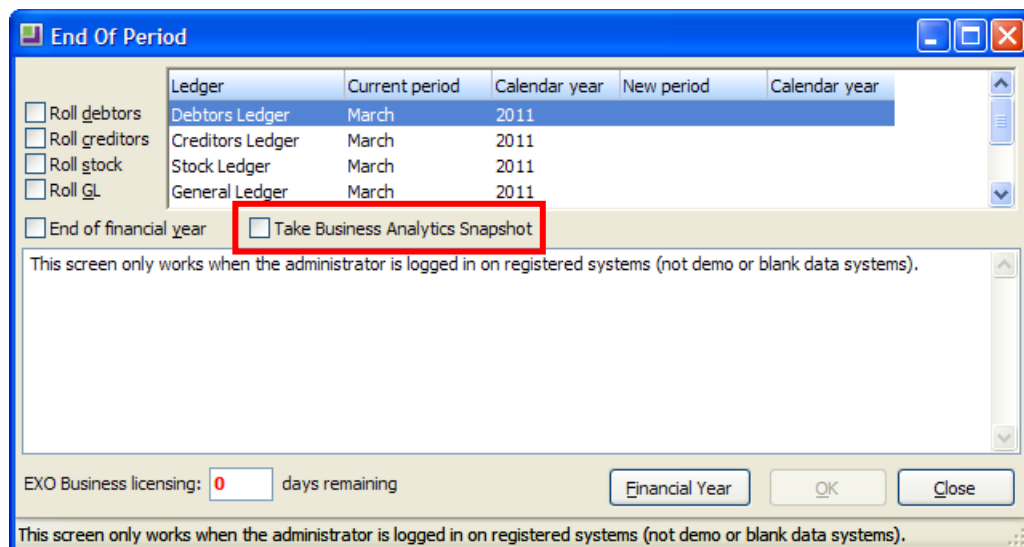 End Of Period
Ledger Current period Calendar year New period Calendar year
Roll debtors Debtors Ledger March 2011
Roll creditors Creditors Ledger March 2011
Roll stock Stock Ledger March 2011
Roll GL General Ledger March 2011
End of financial year Take Business Analytics Snapshot
This screen only works when the administrator is logged in on registered systems (not demo or blank data systems).
EXO Business licensing: 0 days remaining Financial Year OK Close
This screen only works when the administrator is logged in on registered systems (not demo or blank data systems).